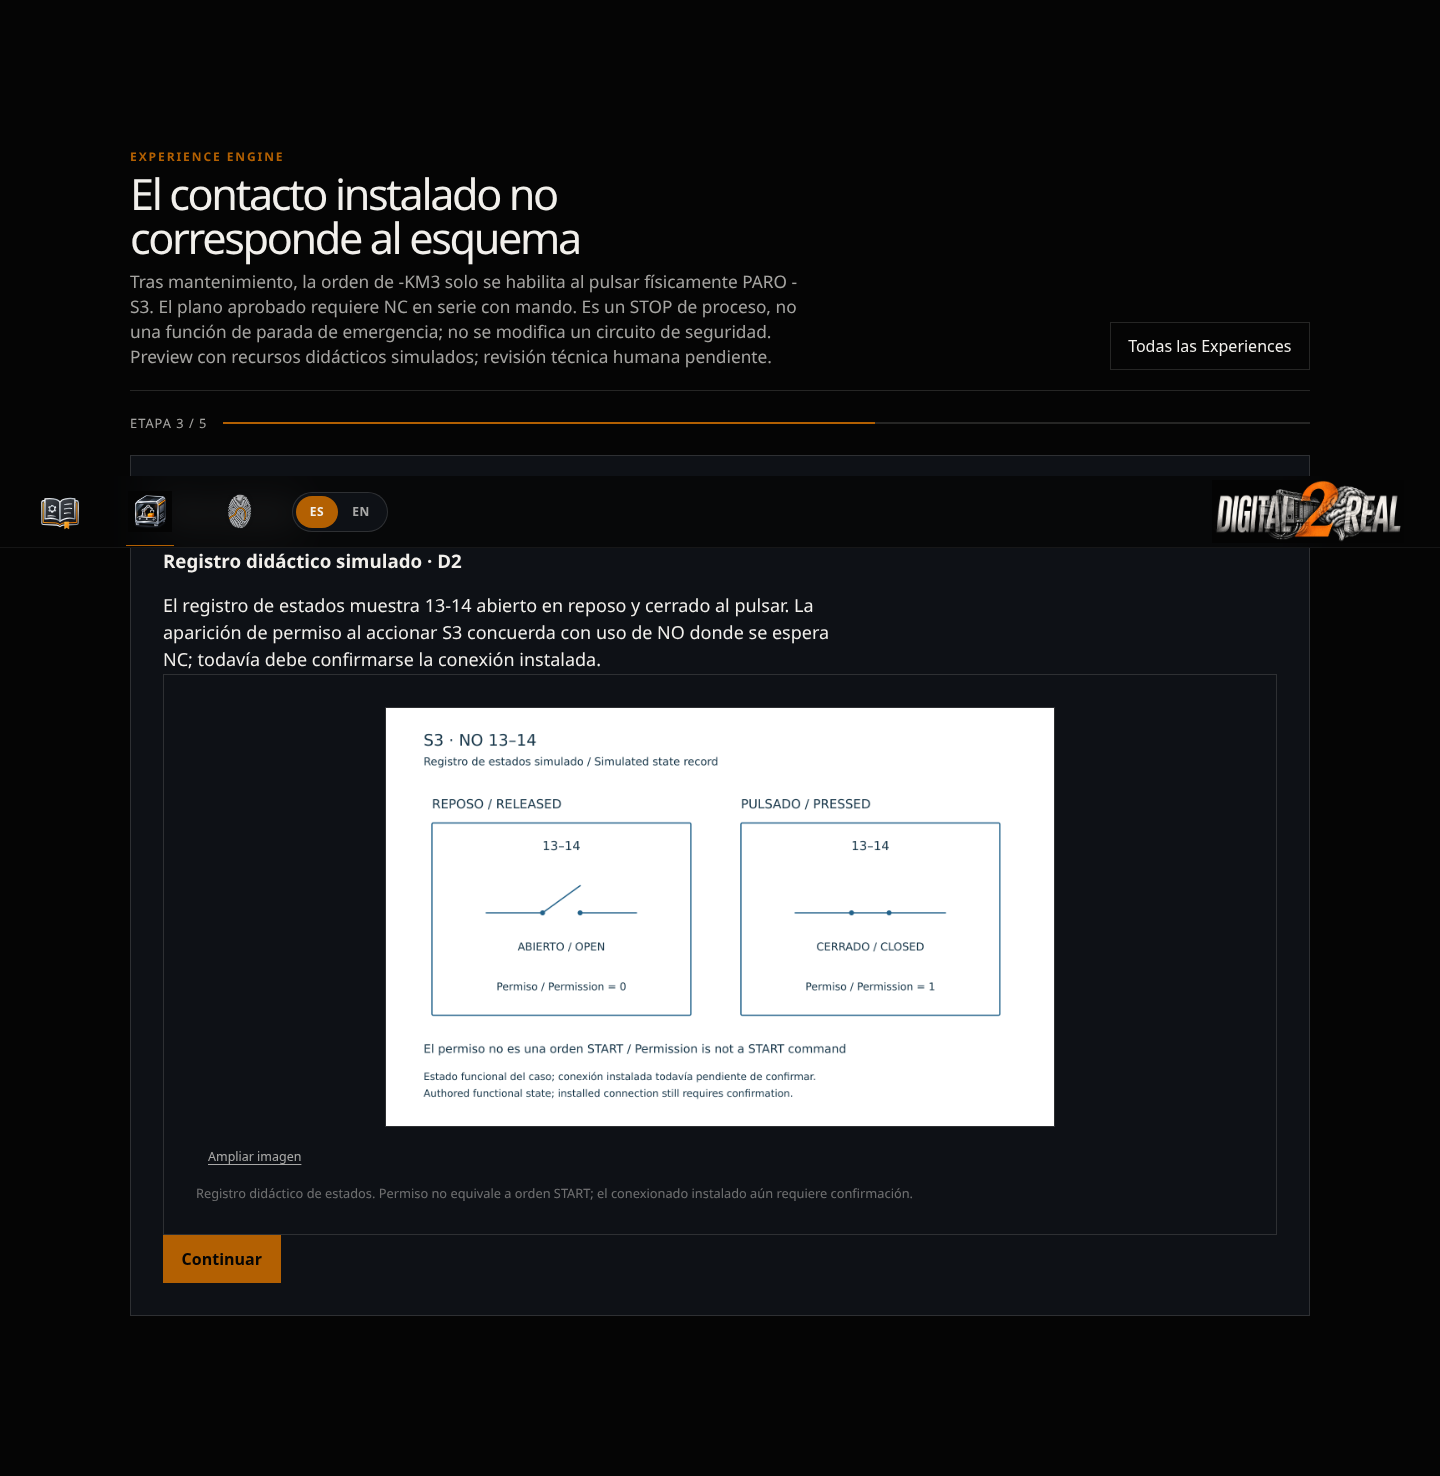 EXPERIENCE ENGINE
El contacto instalado no
corresponde al esquema
Tras mantenimiento, la orden de -KM3 solo se habilita al pulsar físicamente PARO -
S3. El plano aprobado requiere NC en serie con mando. Es un STOP de proceso, no
una función de parada de emergencia; no se modifica un circuito de seguridad.
Preview con recursos didácticos simulados; revisión técnica humana pendiente.
Todas las Experiences
ETAPA 3 / 5
ES EN
DIGITAL 2 REAL
Registro didáctico simulado · D2
El registro de estados muestra 13-14 abierto en reposo y cerrado al pulsar. La
aparición de permiso al accionar S3 concuerda con uso de NO donde se espera
NC; todavía debe confirmarse la conexión instalada.
S3 · NO 13–14
Registro de estados simulado / Simulated state record
REPOSO / RELEASED
13–14
ABIERTO / OPEN
Permiso / Permission = 0
PULSADO / PRESSED
13–14
CERRADO / CLOSED
Permiso / Permission = 1
El permiso no es una orden START / Permission is not a START command
Estado funcional del caso; conexión instalada todavía pendiente de confirmar.
Authored functional state; installed connection still requires confirmation.
Ampliar imagen
Registro didáctico de estados. Permiso no equivale a orden START; el conexionado instalado aún requiere confirmación.
Continuar